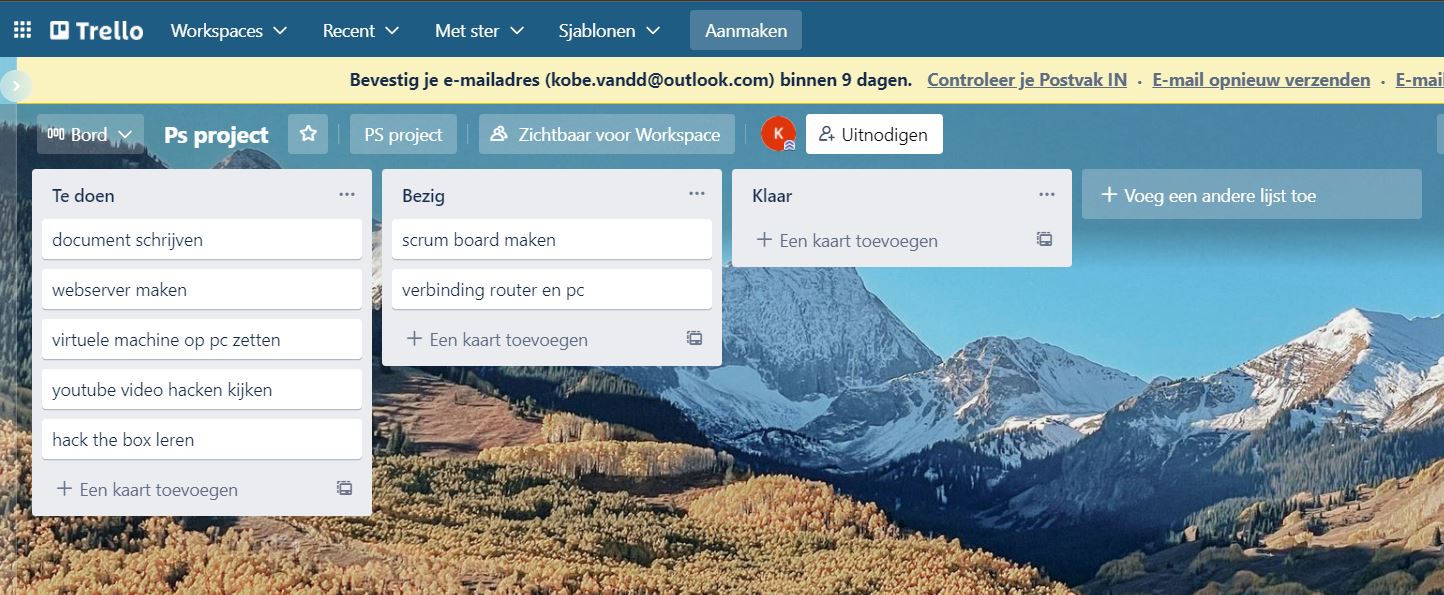 Trello Workspaces Recent Met ster Sjablonen Aanmaken
Bevestig je e-mailadres (kobe.vandd@outlook.com) binnen 9 dagen. Controleer je Postvak IN · E-mail opnieuw verzenden · E-mai
Bord Ps project PS project Zichtbaar voor Workspace K Uitnodigen
Te doen
document schrijven
webserver maken
virtuele machine op pc zetten
youtube video hacken kijken
hack the box leren
+ Een kaart toevoegen
Bezig
scrum board maken
verbinding router en pc
+ Een kaart toevoegen
Klaar
+ Een kaart toevoegen
+ Voeg een andere lijst toe